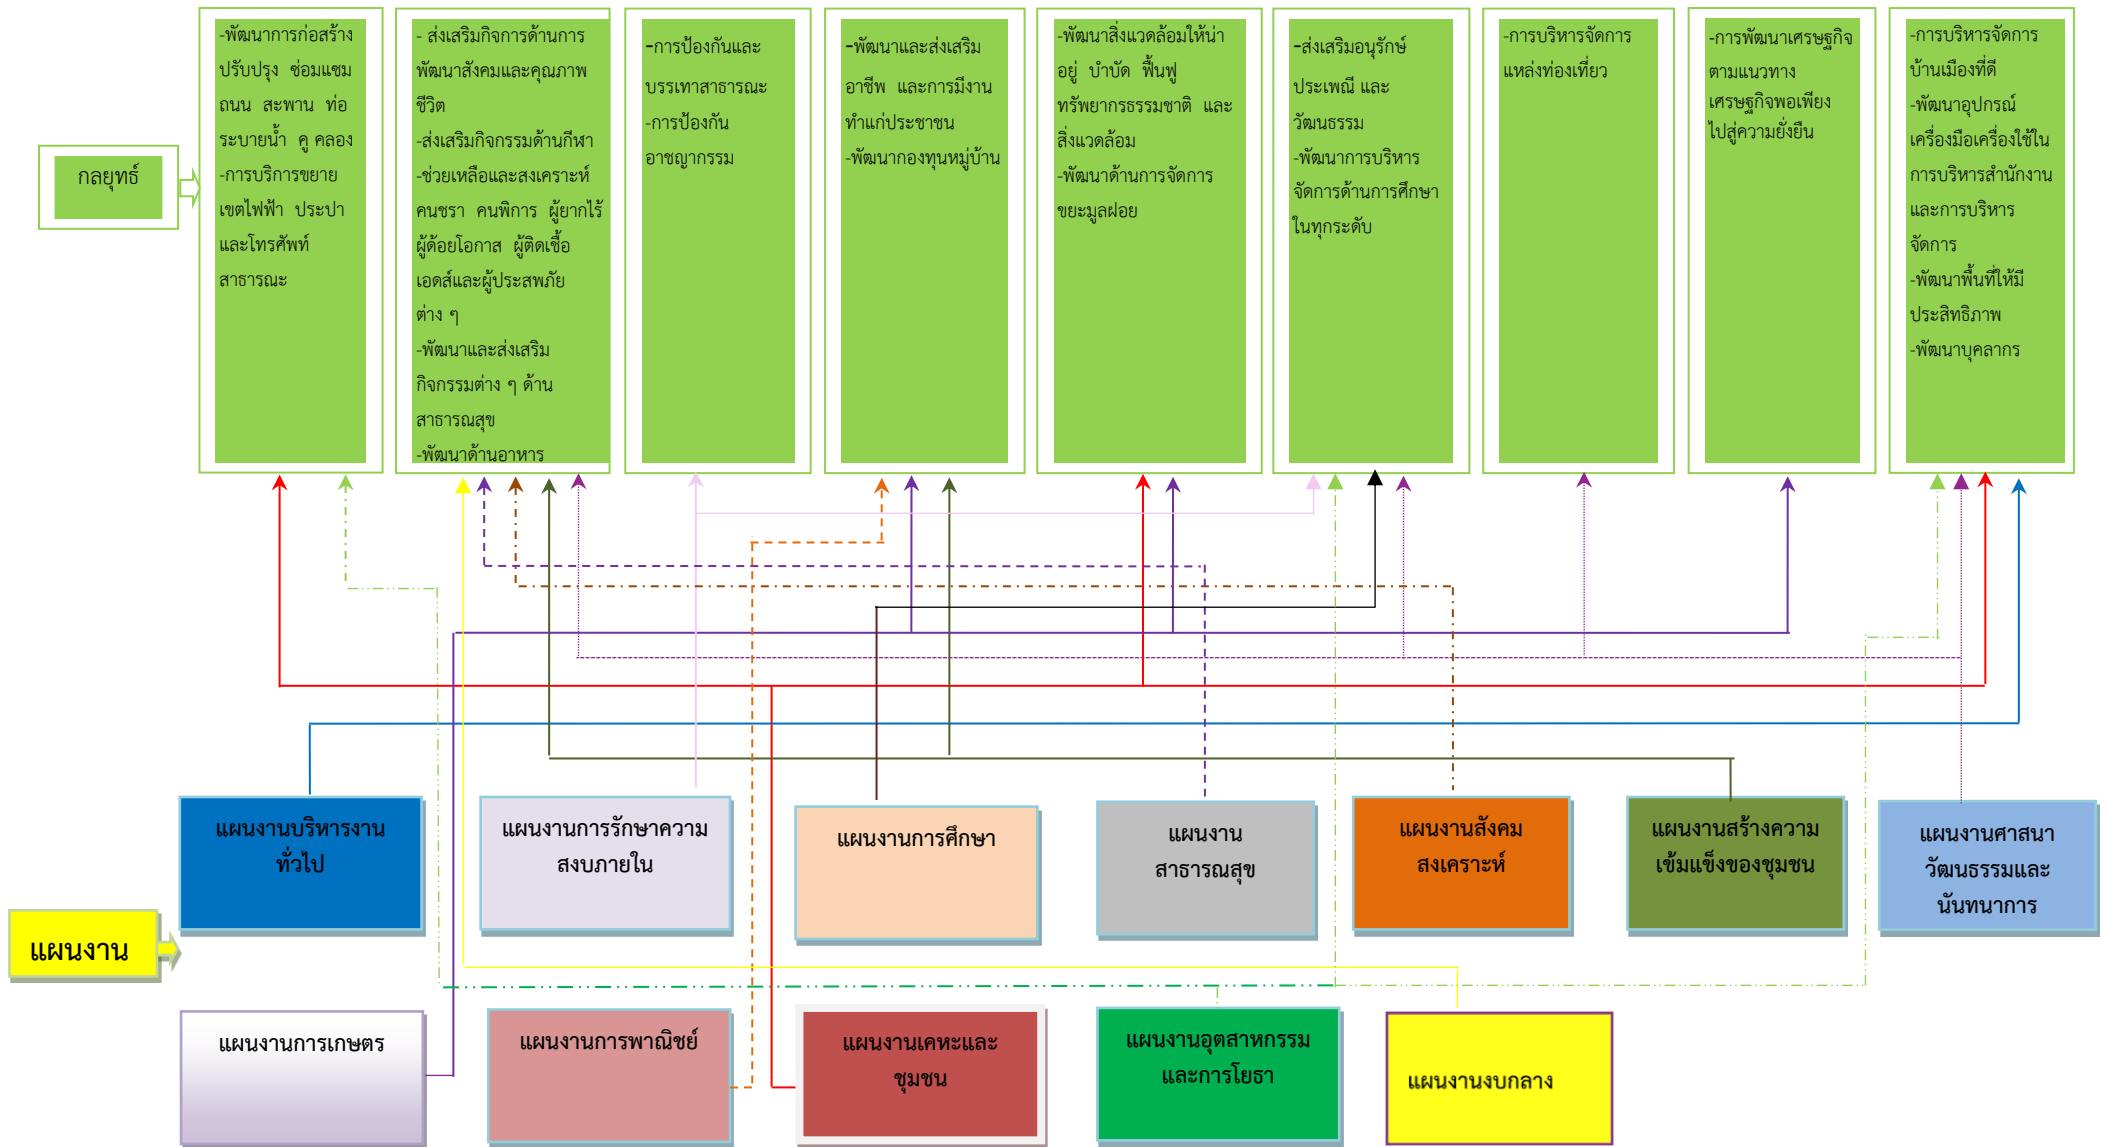 กลยุทธ์
-พัฒนาการก่อสร้าง
ปรับปรุง ซ่อมแซม
ถนน สะพาน ท่อ
ระบายน้ำ คู คลอง
-การบริการขยาย
เขตไฟฟ้า ประปา
และโทรศัพท์
สาธารณะ
- ส่งเสริมกิจการด้านการ
พัฒนาสังคมและคุณภาพ
ชีวิต
-ส่งเสริมกิจกรรมด้านกีฬา
-ช่วยเหลือและสงเคราะห์
คนชรา คนพิการ ผู้ยากไร้
ผู้ด้อยโอกาส ผู้ติดเชื้อ
เอดส์และผู้ประสพภัย
ต่าง ๆ
-พัฒนาและส่งเสริม
กิจกรรมต่าง ๆ ด้าน
สาธารณสุข
-พัฒนาด้านอาหาร
-การป้องกันและ
บรรเทาสาธารณะ
-การป้องกัน
อาชญากรรม
-พัฒนาและส่งเสริม
อาชีพ และการมีงาน
ทำแก่ประชาชน
-พัฒนากองทุนหมู่บ้าน
-พัฒนาสิ่งแวดล้อมให้น่า
อยู่ บำบัด ฟื้นฟู
ทรัพยากรธรรมชาติ และ
สิ่งแวดล้อม
-พัฒนาด้านการจัดการ
ขยะมูลฝอย
-ส่งเสริมอนุรักษ์
ประเพณี และ
วัฒนธรรม
-พัฒนาการบริหาร
จัดการด้านการศึกษา
ในทุกระดับ
-การบริหารจัดการ
แหล่งท่องเที่ยว
-การพัฒนาเศรษฐกิจ
ตามแนวทาง
เศรษฐกิจพอเพียง
ไปสู่ความยั่งยืน
-การบริหารจัดการ
บ้านเมืองที่ดี
-พัฒนาอุปกรณ์
เครื่องมือเครื่องใช้ใน
การบริหารสำนักงาน
และการบริหาร
จัดการ
-พัฒนาพื้นที่ให้มี
ประสิทธิภาพ
-พัฒนาบุคลากร
แผนงาน
แผนงานบริหารงาน
ทั่วไป
แผนงานการรักษาความ
สงบภายใน
แผนงานการศึกษา
แผนงาน
สาธารณสุข
แผนงานสังคม
สงเคราะห์
แผนงานสร้างความ
เข้มแข็งของชุมชน
แผนงานศาสนา
วัฒนธรรมและ
นันทนาการ
แผนงานการเกษตร
แผนงานการพาณิชย์
แผนงานเคหะและ
ชุมชน
แผนงานอุตสาหกรรม
และการโยธา
แผนงานงบกลาง